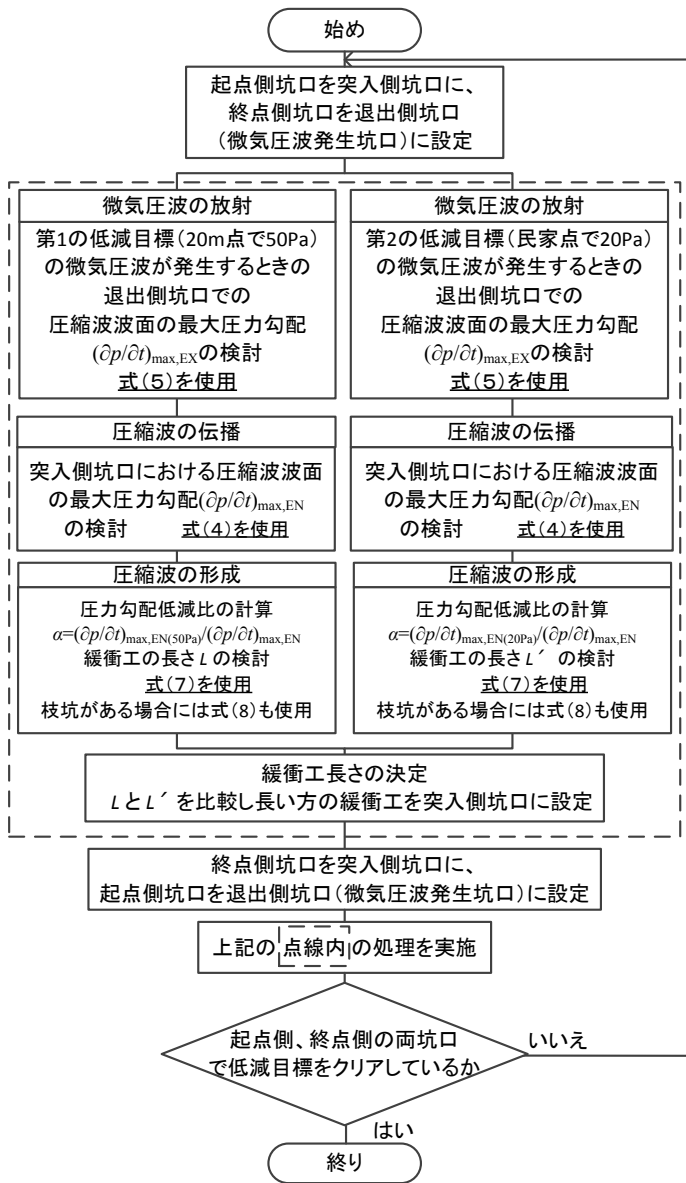 始め
起点側坑口を突入側坑口に、
終点側坑口を退出側坑口
（微気圧波発生坑口）に設定
微気圧波の放射
第1の低減目標（20m点で50Pa）
の微気圧波が発生するときの
退出側坑口での
圧縮波波面の最大圧力勾配
(∂p/∂t)max,EXの検討
式（５）を使用
微気圧波の放射
第2の低減目標（民家点で20Pa）
の微気圧波が発生するときの
退出側坑口での
圧縮波波面の最大圧力勾配
(∂p/∂t)max,EXの検討
式（５）を使用
圧縮波の伝播
突入側坑口における圧縮波波面
の最大圧力勾配(∂p/∂t)max,EN
の検討 式（４）を使用
圧縮波の伝播
突入側坑口における圧縮波波面
の最大圧力勾配(∂p/∂t)max,EN
の検討 式（４）を使用
圧縮波の形成
圧力勾配低減比の計算
α=(∂p/∂t)max,EN(50Pa)/(∂p/∂t)max,EN
緩衝工の長さ L の検討
式（７）を使用
枝坑がある場合には式（８）も使用
圧縮波の形成
圧力勾配低減比の計算
α=(∂p/∂t)max,EN(20Pa)/(∂p/∂t)max,EN
緩衝工の長さ L´ の検討
式（７）を使用
枝坑がある場合には式（８）も使用
緩衝工長さの決定
L と L´ を比較し長い方の緩衝工を突入側坑口に設定
終点側坑口を突入側坑口に、
起点側坑口を退出側坑口（微気圧波発生坑口）に設定
上記の 点線内 の処理を実施
起点側、終点側の両坑口
で低減目標をクリアしているか
いいえ
はい
終り